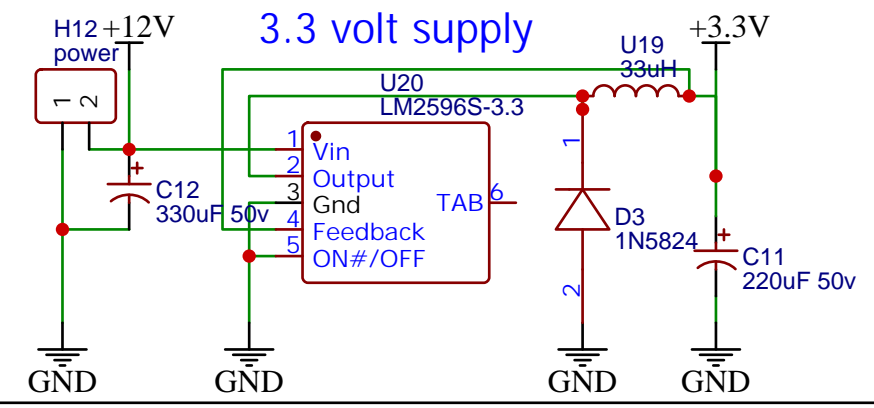 3.3 volt supply
H12 +12V
power
1 2
C12
330uF 50v
U20
LM2596S-3.3
1 Vin
2 Output
3 Gnd
4 Feedback
5 ON#/OFF
TAB 6
U19
33uH
+3.3V
1
D3
1N5824
2
C11
220uF 50v
GND GND GND GND